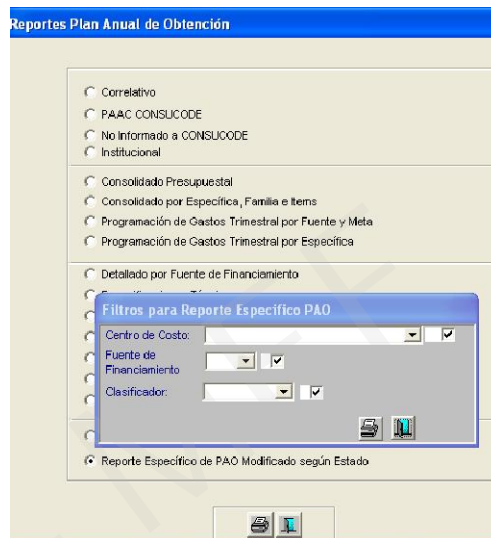 Reportes Plan Anual de Obtención
Correlativo
PAAC CONSUCODE
No Informado a CONSUCODE
Institucional
Consolidado Presupuestal
Consolidado por Específica, Familia e Items
Programación de Gastos Trimestral por Fuente y Meta
Programación de Gastos Trimestral por Específica
Detallado por Fuente de Financiamiento
Filtros para Reporte Específico PAO
Centro de Costo:
Fuente de
Financiamiento
Clasificador:
Reporte Específico de PAO Modificado según Estado